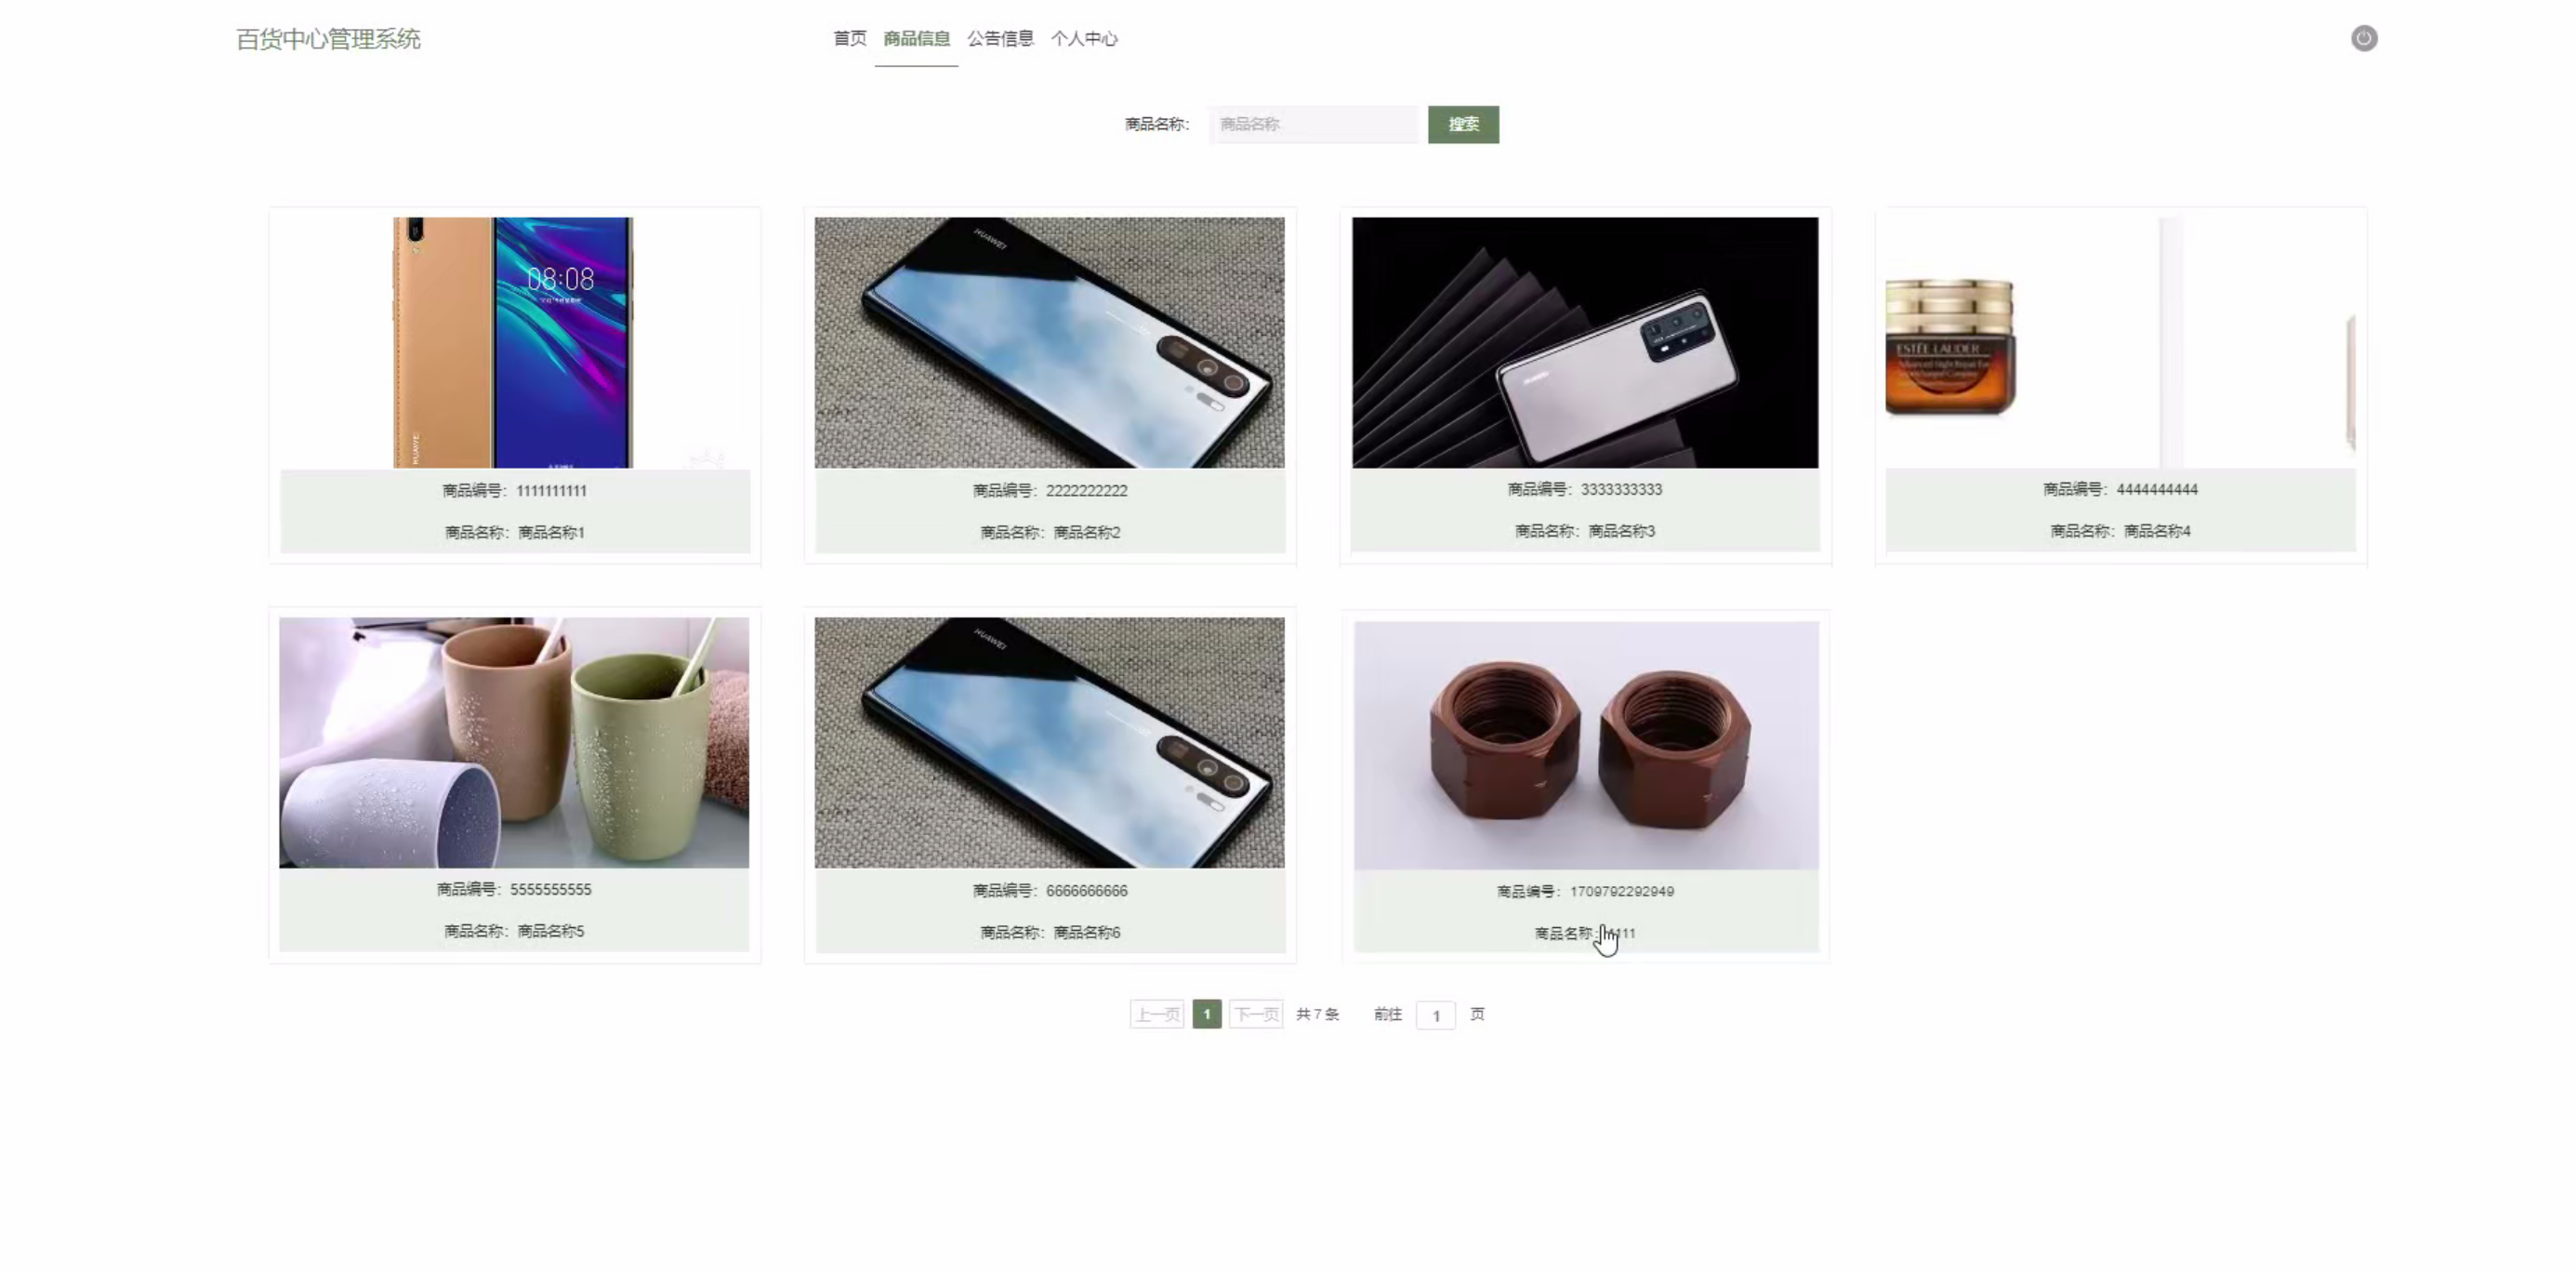 百货中心管理系统
首页 商品信息 公告信息 个人中心
商品名称： 商品名称 搜索
08:08
HUAWEI
HUAWEI
ESTEE LAUDER
商品编号：1111111111
商品名称：商品名称1
商品编号：2222222222
商品名称：商品名称2
商品编号：3333333333
商品名称：商品名称3
商品编号：4444444444
商品名称：商品名称4
HUAWEI
商品编号：5555555555
商品名称：商品名称5
商品编号：6666666666
商品名称：商品名称6
商品编号：1709792292949
商品名称：
上一页 1 下一页 共 7 条 前往 1 页